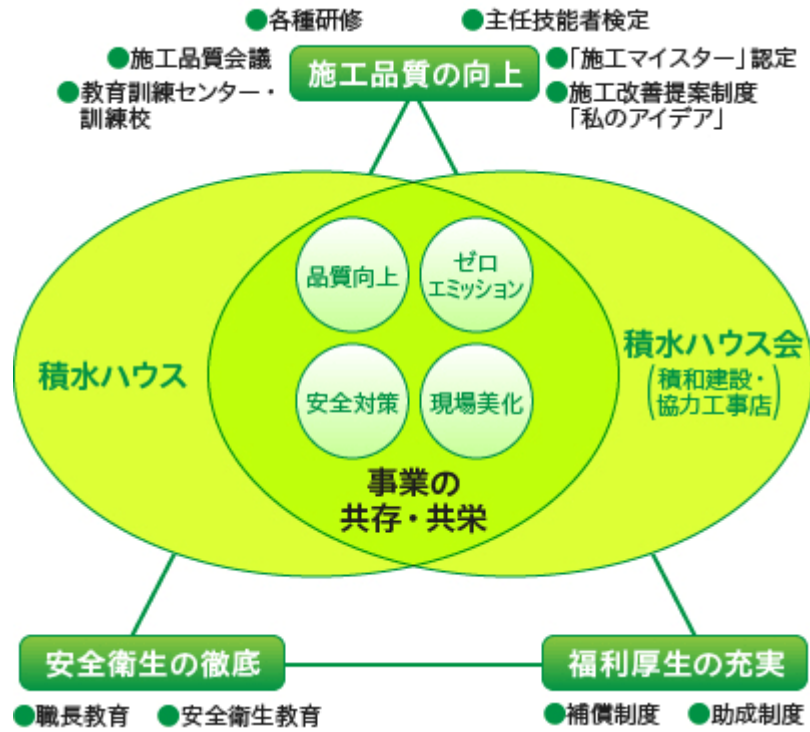 ●各種研修
●主任技能者検定
●施工品質会議
●「施工マイスター」認定
●教育訓練センター・
訓練校
施工品質の向上
●施工改善提案制度
「私のアイデア」
品質向上
ゼロ
エミッション
積水ハウス
積水ハウス会
(積和建設・
協力工事店)
安全対策
現場美化
事業の
共存・共栄
安全衛生の徹底
福利厚生の充実
●職長教育 ●安全衛生教育
●補償制度 ●助成制度